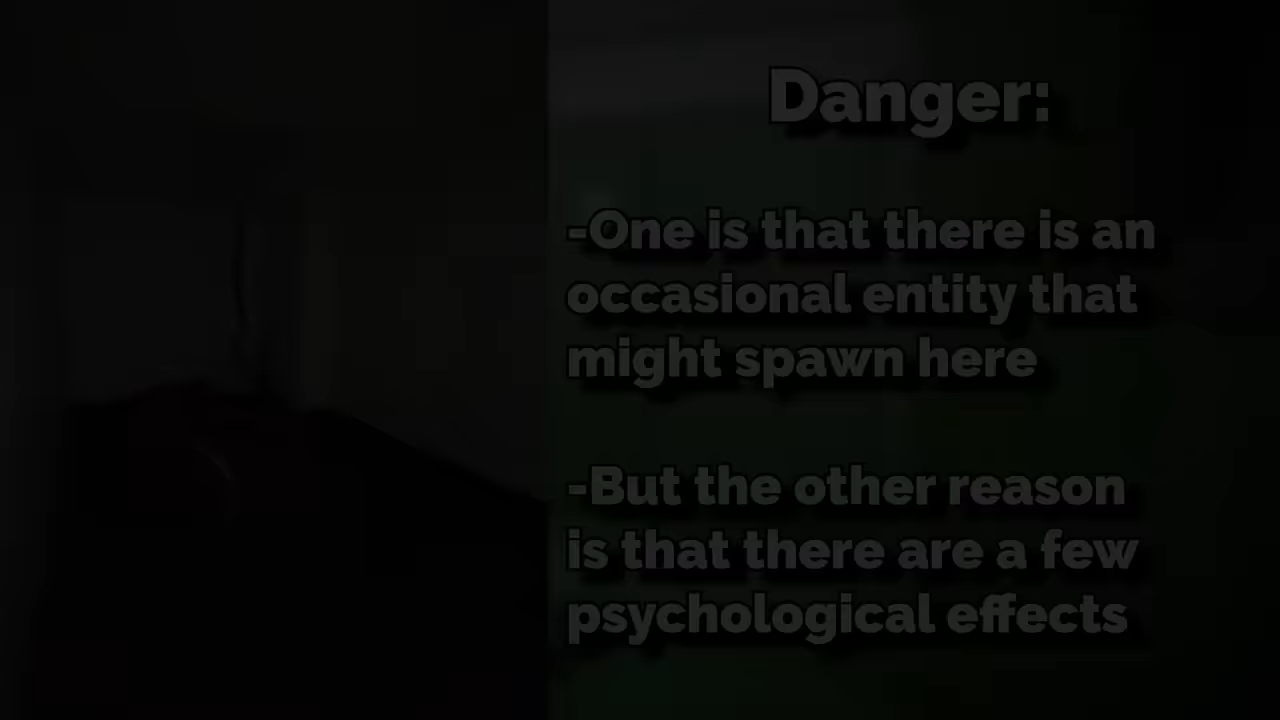 Danger:
-One is that there is an
occasional entity that
might spawn here
-But the other reason
is that there are a few
psychological effects